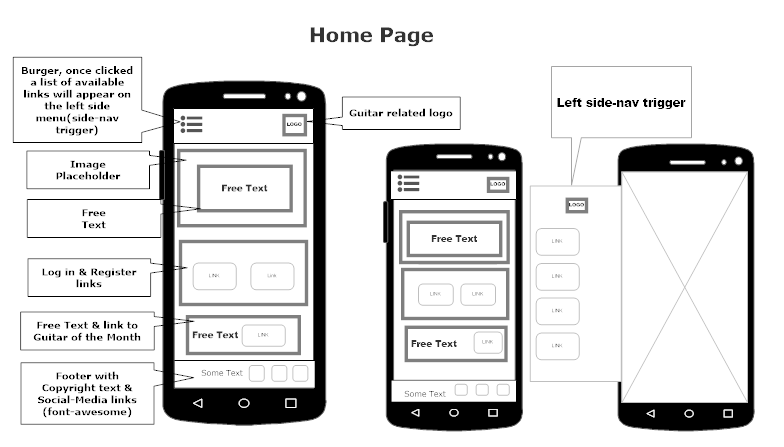 Home Page
Burger, once clicked
a list of available
links will appear on
the left side
menu(side-nav
trigger)
Image
Placeholder
Free
Text
Log in & Register
links
Free Text & link to
Guitar of the Month
Footer with
Copyright text &
Social-Media links
(font-awesome)
LOGO
Free Text
LINK
Link
Free Text
LINK
Some Text
Guitar related logo
LOGO
Free Text
LINK
LINK
Free Text
LINK
Some Text
Left side-nav trigger
LOGO
LINK
LINK
LINK
LINK